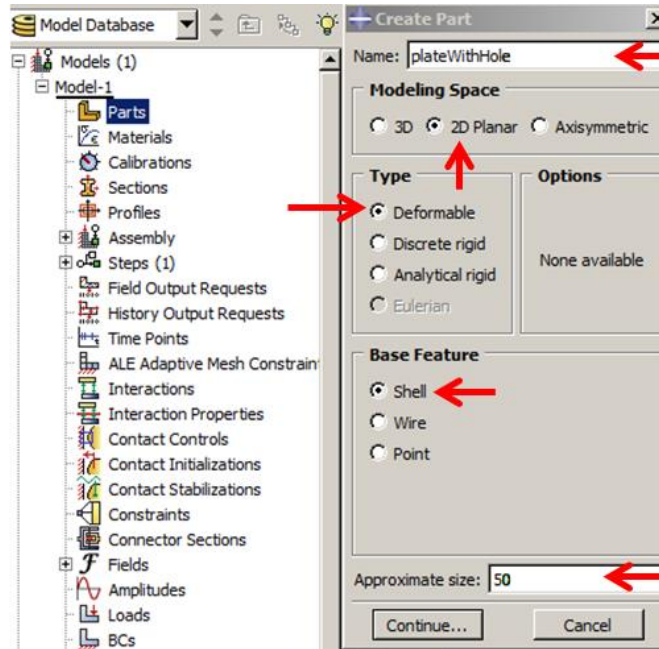 Model Database
Models (1)
Model-1
Parts
Materials
Calibrations
Sections
Profiles
Assembly
Steps (1)
Field Output Requests
History Output Requests
Time Points
ALE Adaptive Mesh Constrain
Interactions
Interaction Properties
Contact Controls
Contact Initializations
Contact Stabilizations
Constraints
Connector Sections
Fields
Amplitudes
Loads
BCs
Create Part
Name: plateWithHole
Modeling Space
3D 2D Planar Axisymmetric
Type
Deformable
Discrete rigid
Analytical rigid
Eulerian
Options
None available
Base Feature
Shell
Wire
Point
Approximate size: 50
Continue... Cancel